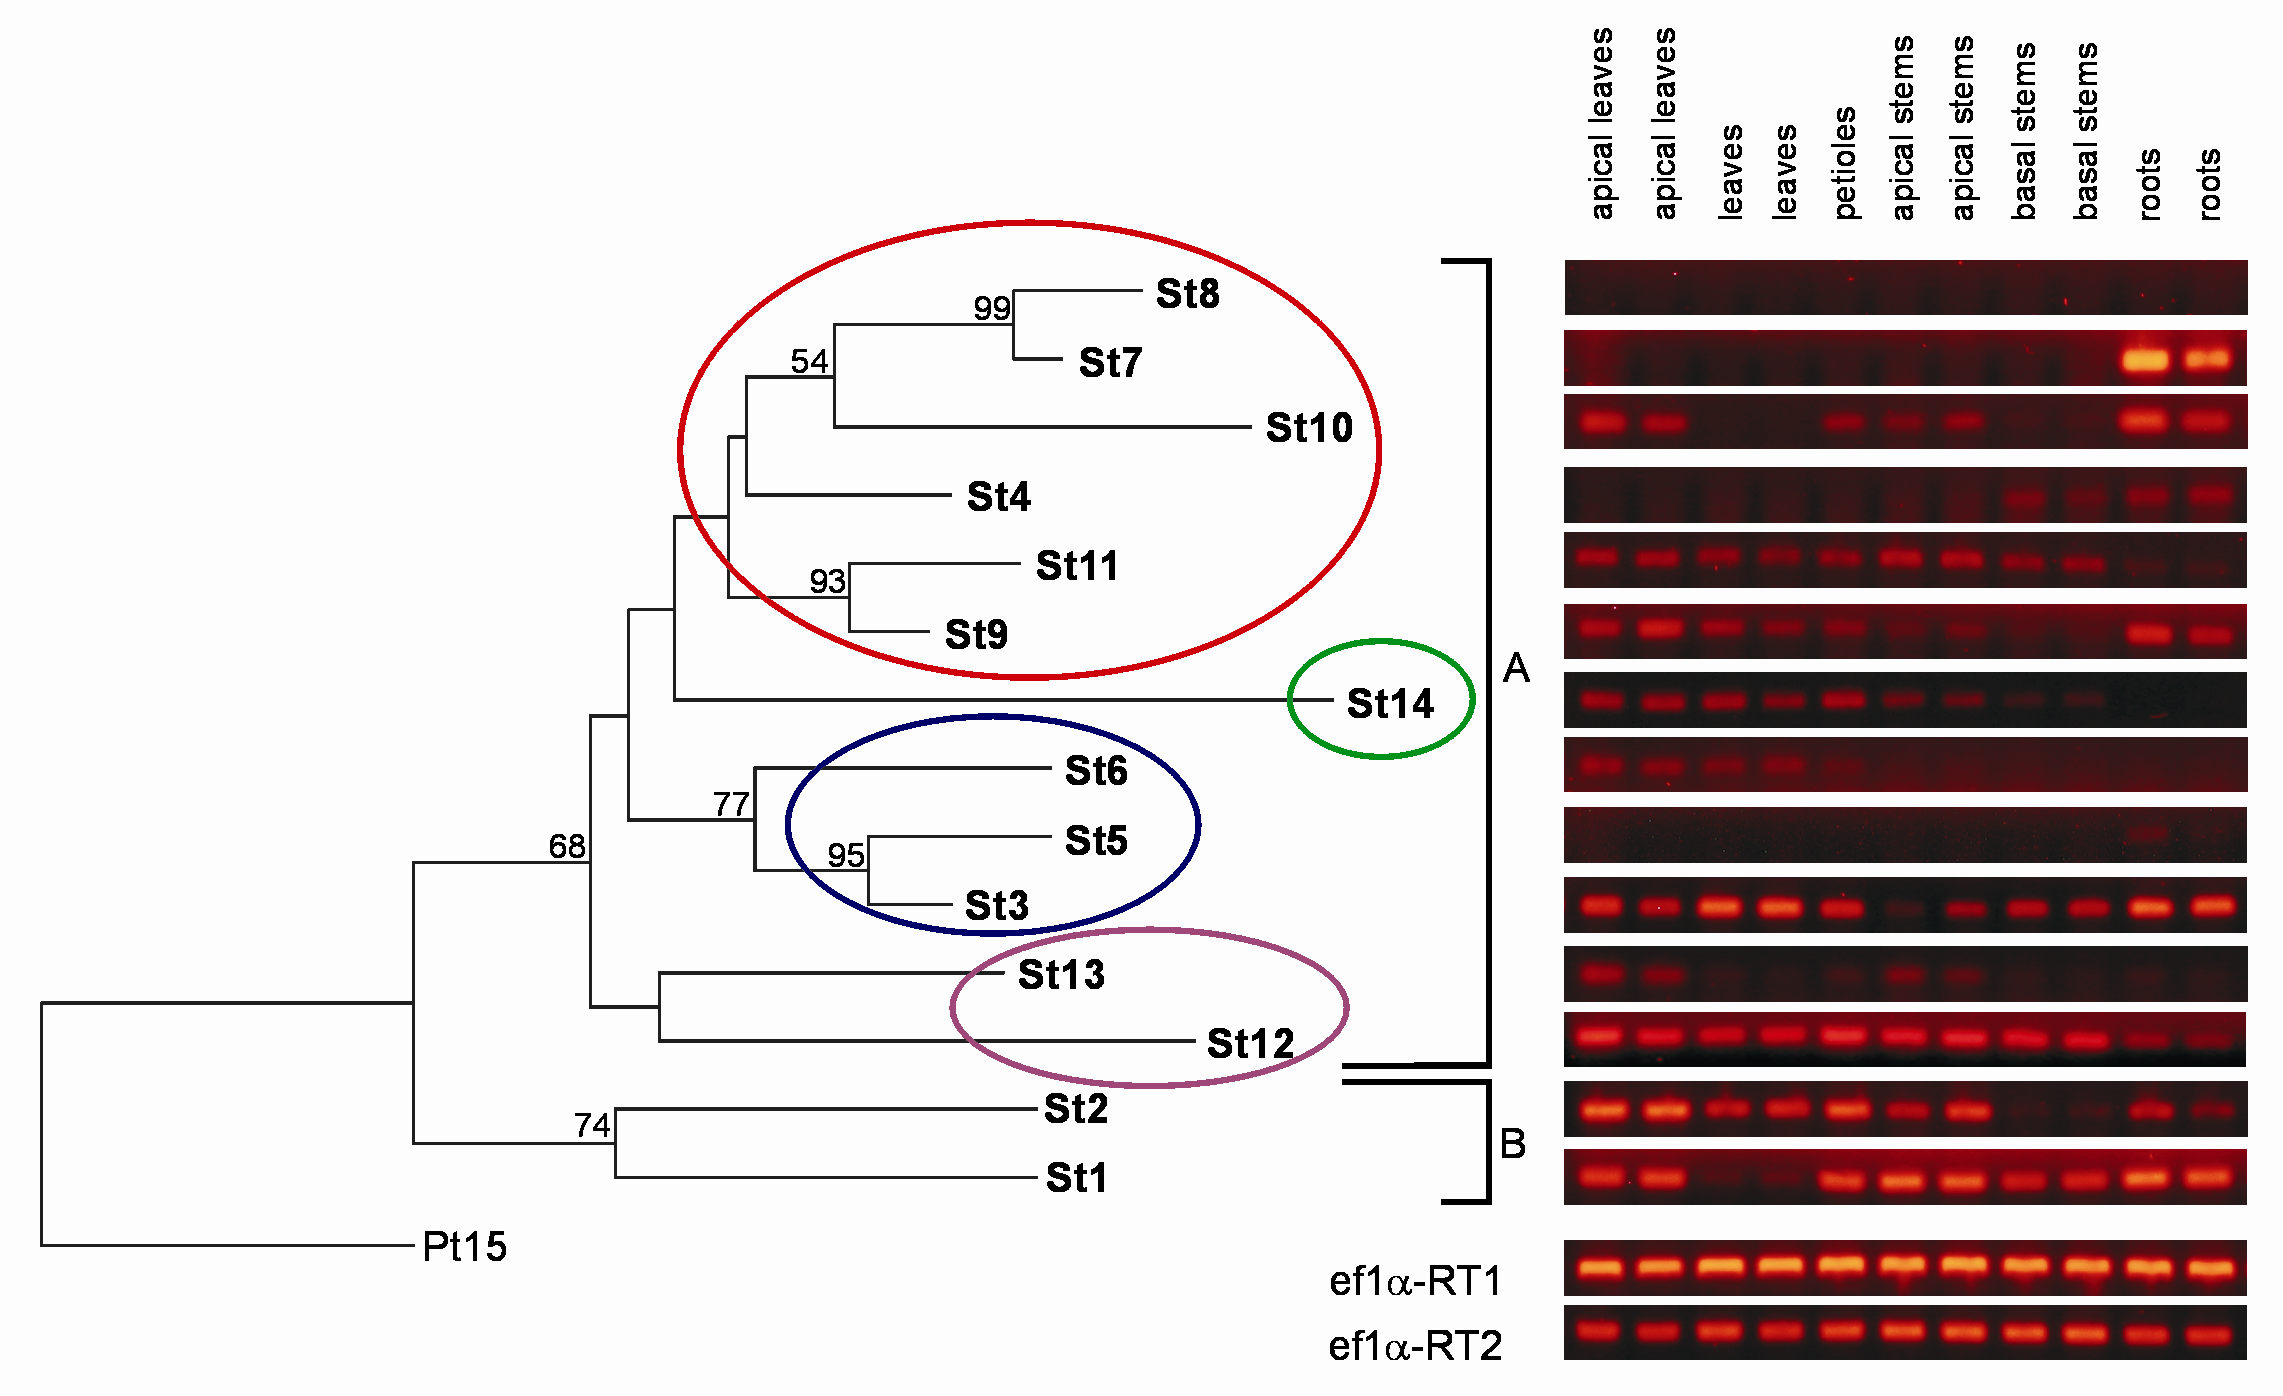 apical leaves
apical leaves
leaves
leaves
petioles
apical stems
apical stems
basal stems
basal stems
roots
roots
99
St8
54
St7
St10
St4
St11
93
St9
A
St14
St6
77
St5
68
95
St3
St13
St12
St2
74
B
St1
Pt15
ef1α-RT1
ef1α-RT2